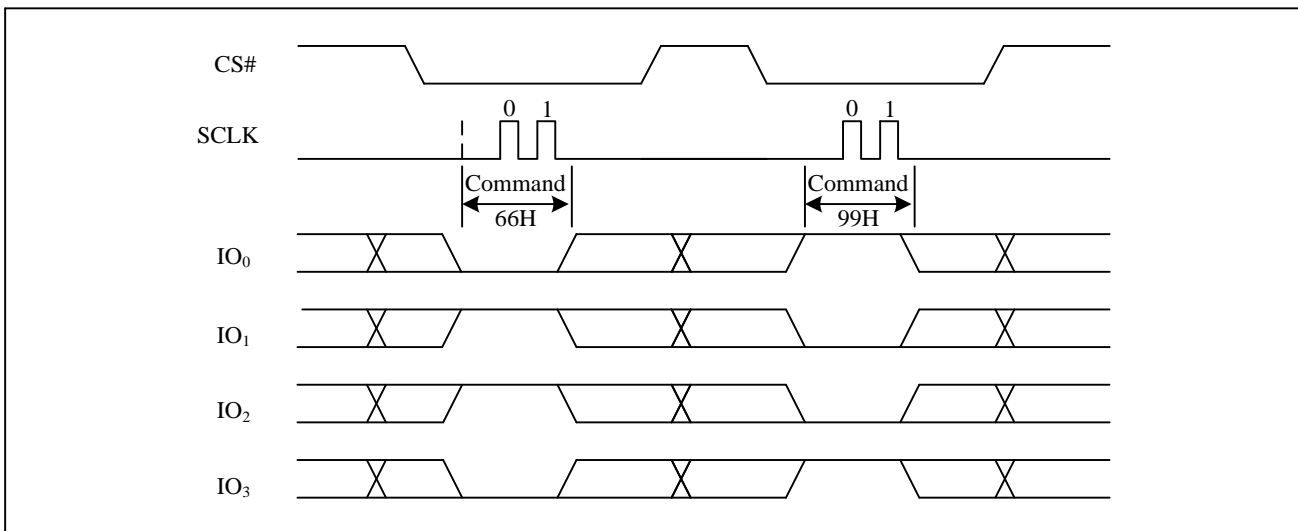 CS#
0 1 0 1
SCLK
Command Command
66H 99H
IO₀
IO₁
IO₂
IO₃